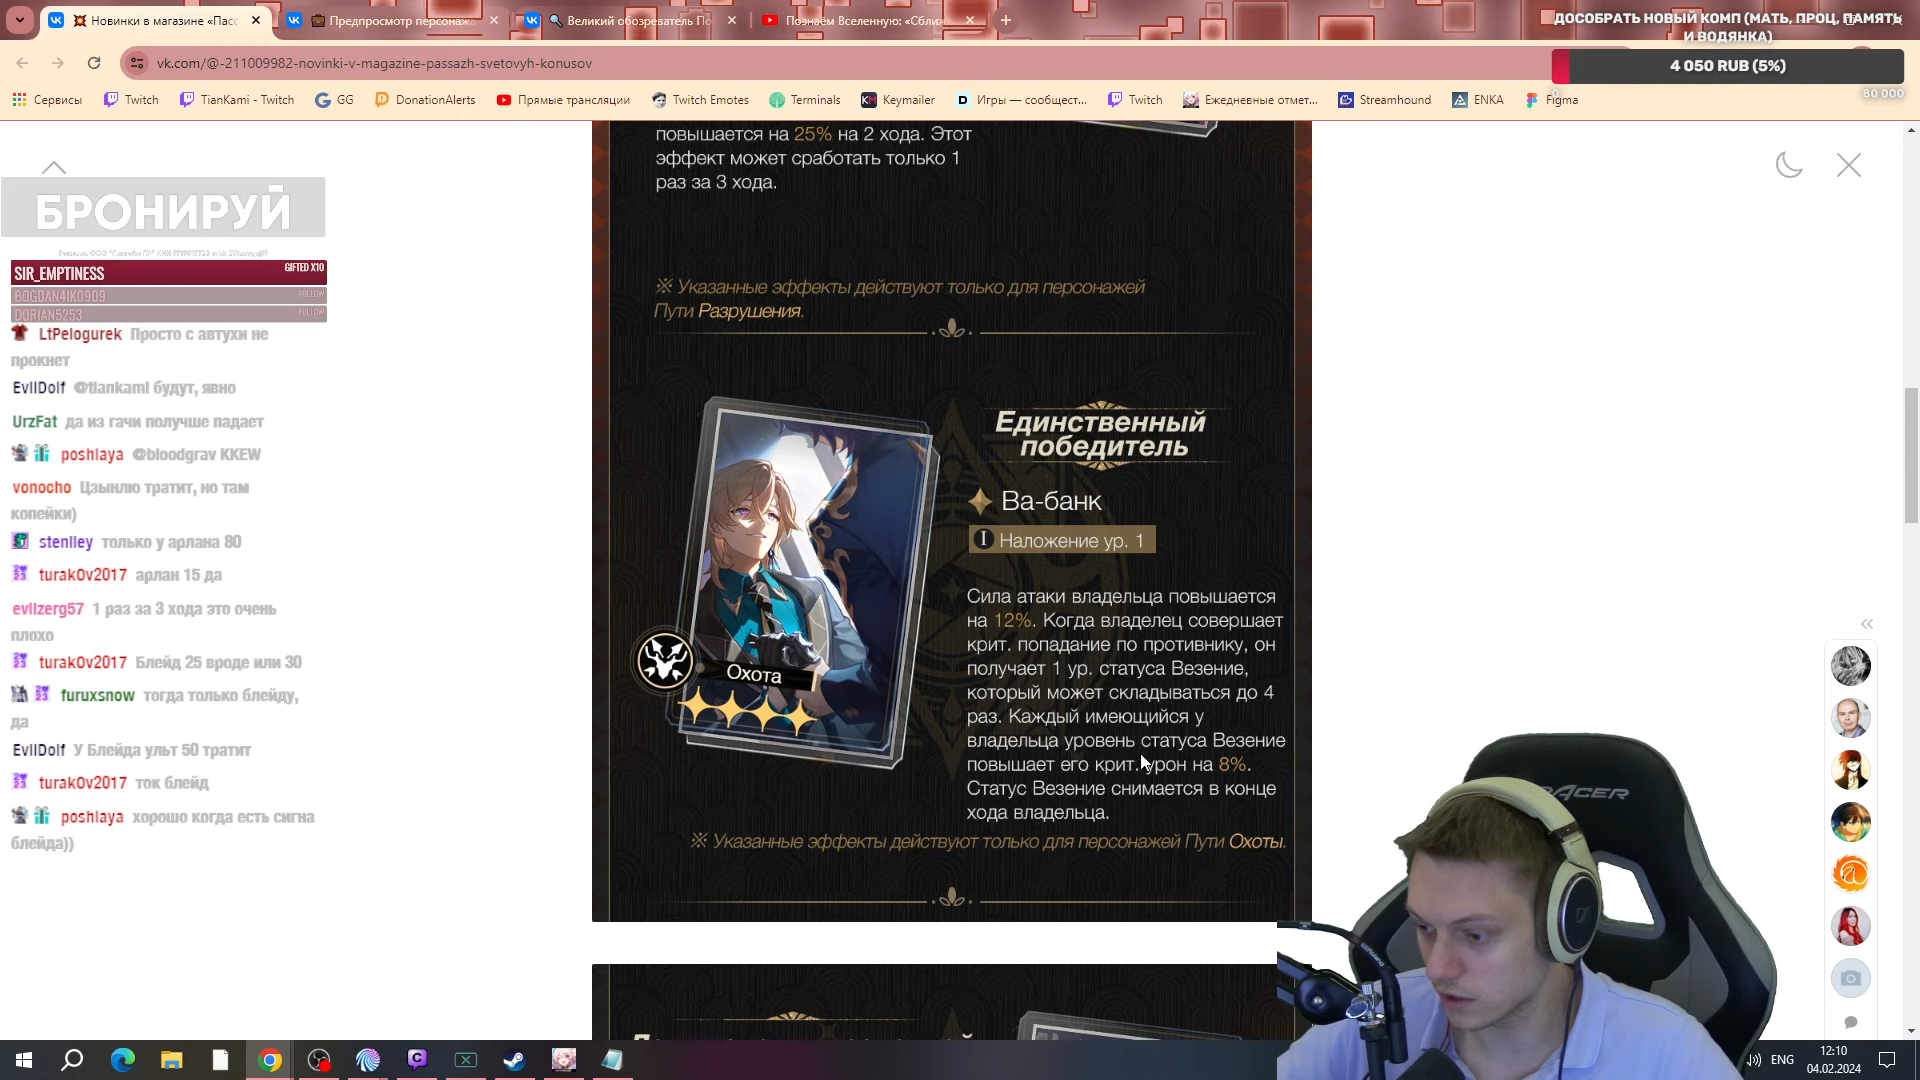 Новинки в магазине «Пасс
Предпросмотр персонаж
Великий обозреватель По
Познаём Вселенную: «Сближ
ДОСОБРАТЬ НОВЫЙ КОМП (МАТЬ, ПРОЦ, ПАМЯТЬ
И ВОДЯНКА)
vk.com/@-211009982-novinki-v-magazine-passazh-svetovyh-konusov
4 050 RUB (5%)
0
80 000
Сервисы
Twitch
TianKami - Twitch
GG
DonationAlerts
Прямые трансляции
Twitch Emotes
Terminals
Keymailer
Игры — сообщест...
Twitch
Ежедневные отмет...
Streamhound
ENKA
Figma
БРОНИРУЙ
SIR_EMPTINESS
GIFTED X10
BOGDAN4IK0909
FOLLOW
DORIAN5253
FOLLOW
LtPelogurek Просто с автухи не
прокнет
EvilDolf @tiankami будут, явно
UrzFat да из гачи получше падает
poshlaya @bloodgrav KKEW
vonocho Цзынлю тратит, но там
копейки)
stenlley только у арлана 80
turak0v2017 арлан 15 да
evilzerg57 1 раз за 3 хода это очень
плохо
turak0v2017 Блейд 25 вроде или 30
furuxsnow тогда только блейду,
да
EvilDolf У Блейда ульт 50 тратит
turak0v2017 ток блейд
poshlaya хорошо когда есть сигна
блейда))
повышается на 25% на 2 хода. Этот
эффект может сработать только 1
раз за 3 хода.
※ Указанные эффекты действуют только для персонажей
Пути Разрушения.
Единственный
победитель
Ва-банк
I Наложение ур. 1
Охота
Сила атаки владельца повышается
на 12%. Когда владелец совершает
крит. попадание по противнику, он
получает 1 ур. статуса Везение,
который может складываться до 4
раз. Каждый имеющийся у
владельца уровень статуса Везение
повышает его крит. урон на 8%.
Статус Везение снимается в конце
хода владельца.
※ Указанные эффекты действуют только для персонажей Пути Охоты.
ACER
ENG
12:10
04.02.2024